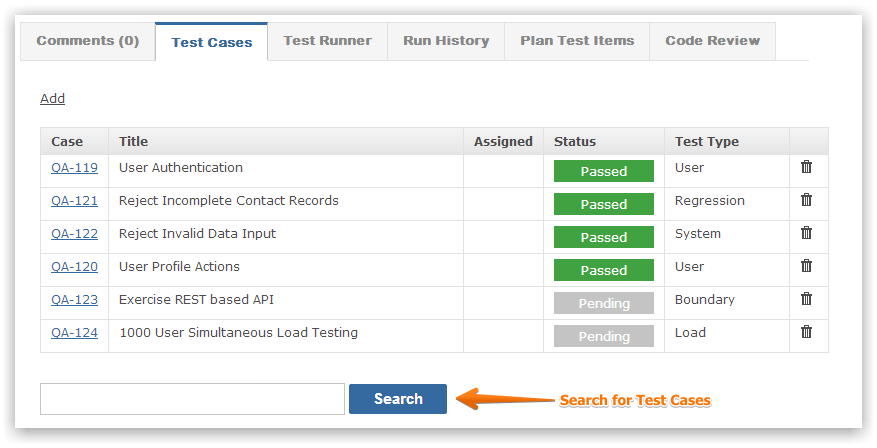 Comments (0) Test Cases Test Runner Run History Plan Test Items Code Review
Add
Case Title Assigned Status Test Type
QA-119 User Authentication Passed User
QA-121 Reject Incomplete Contact Records Passed Regression
QA-122 Reject Invalid Data Input Passed System
QA-120 User Profile Actions Passed User
QA-123 Exercise REST based API Pending Boundary
QA-124 1000 User Simultaneous Load Testing Pending Load
Search Search for Test Cases